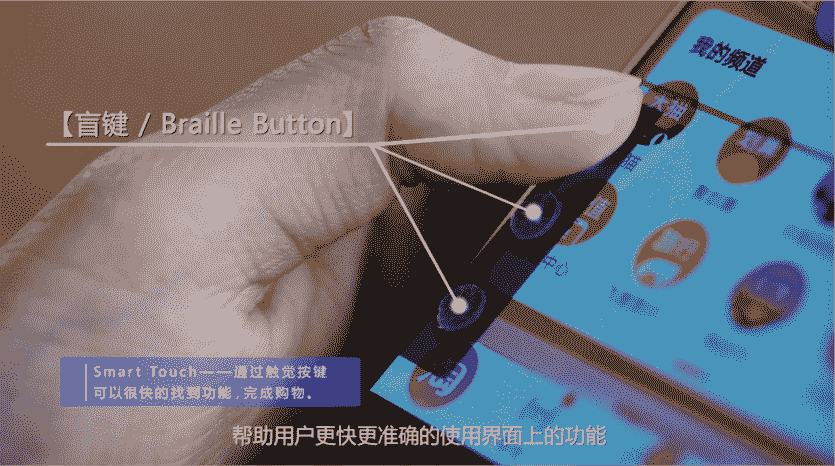 我的频道
【盲键 / Braille Button】
中心
Smart Touch——通过触觉按键
可以很快的找到功能,完成购物。
帮助用户更快更准确的使用界面上的功能